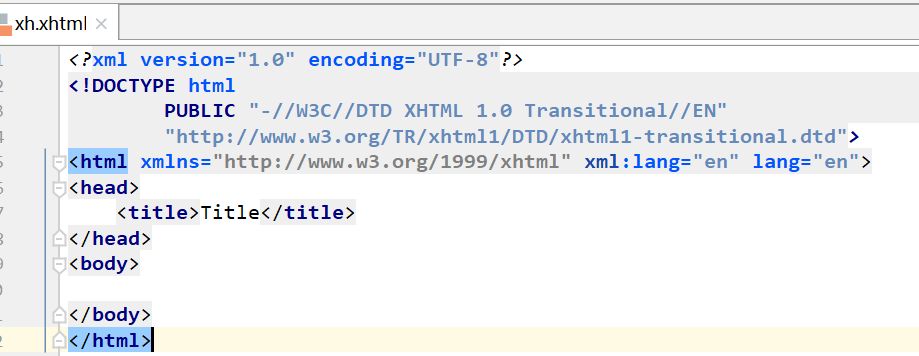 xh.xhtml
<?xml version="1.0" encoding="UTF-8"?>
<!DOCTYPE html
PUBLIC "-//W3C//DTD XHTML 1.0 Transitional//EN"
"http://www.w3.org/TR/xhtml1/DTD/xhtml1-transitional.dtd">
<html xmlns="http://www.w3.org/1999/xhtml" xml:lang="en" lang="en">
<head>
<title>Title</title>
</head>
<body>
</body>
</html>